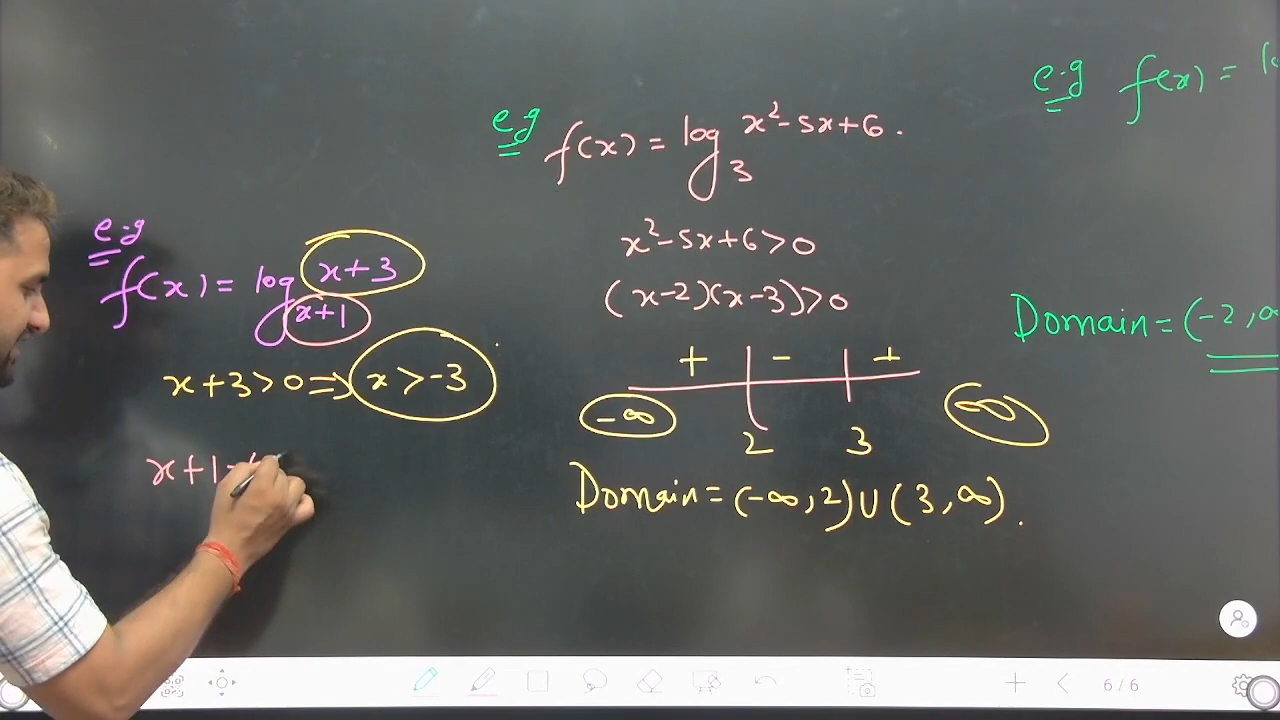 e.g
f(x) = log_{x+1} x+3
x+3>0 ⇒ x>-3
x+1
e.g
f(x) = log_3 x²-5x+6.
x²-5x+6>0
(x-2)(x-3)>0
+ - +
-∞ 2 3 ∞
Domain = (-∞,2)∪(3,∞).
e.g
f(x) =
Domain = (-2,∞
6/6